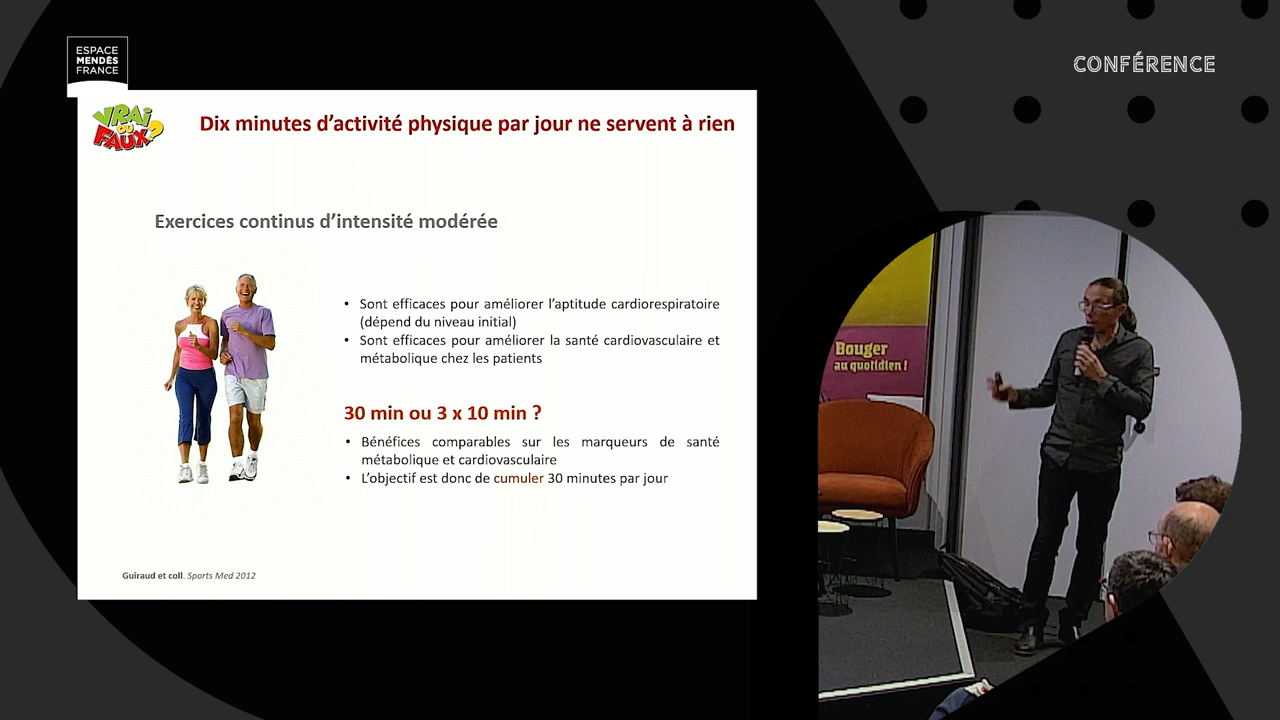 ESPACE
MENDÈS
FRANCE
CONFÉRENCE
VRAI
OU
FAUX?
Dix minutes d'activité physique par jour ne servent à rien
Exercices continus d'intensité modérée
• Sont efficaces pour améliorer l'aptitude cardiorespiratoire
(dépend du niveau initial)
• Sont efficaces pour améliorer la santé cardiovasculaire et
métabolique chez les patients
30 min ou 3 x 10 min ?
• Bénéfices comparables sur les marqueurs de santé
métabolique et cardiovasculaire
• L'objectif est donc de cumuler 30 minutes par jour
Guiraud et coll. Sports Med 2012
Bouger
au quotidien !